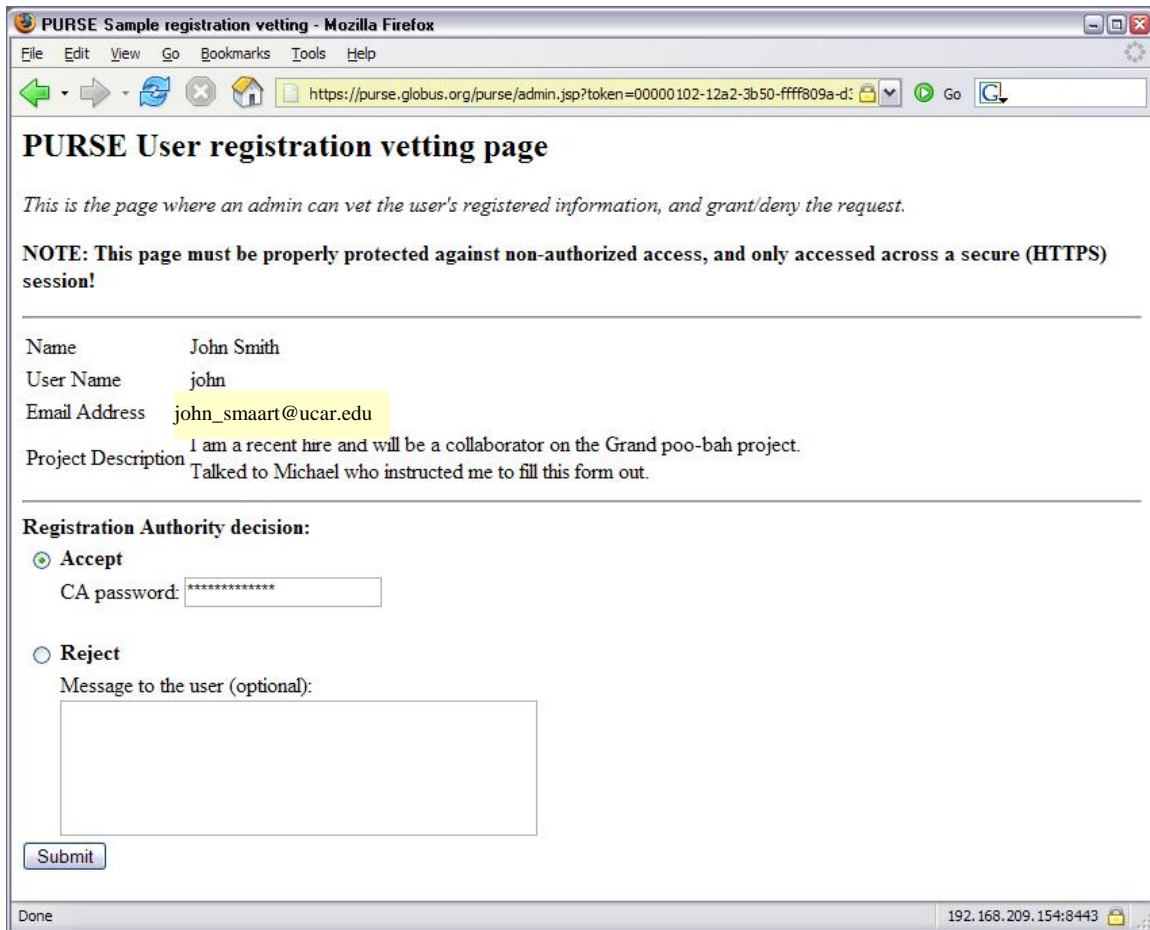 PURSE Sample registration vetting - Mozilla Firefox
File Edit View Go Bookmarks Tools Help
https://purse.globus.org/purse/admin.jsp?token=00000102-12a2-3b50-ffff809a-d3 Go G
PURSE User registration vetting page
This is the page where an admin can vet the user's registered information, and grant/deny the request.
NOTE: This page must be properly protected against non-authorized access, and only accessed across a secure (HTTPS)
session!
Name John Smith
User Name john
Email Address john_smaart@ucar.edu
Project Description I am a recent hire and will be a collaborator on the Grand poo-bah project.
Talked to Michael who instructed me to fill this form out.
Registration Authority decision:
Accept
CA password: *************
Reject
Message to the user (optional):
Submit
Done 192.168.209.154:8443